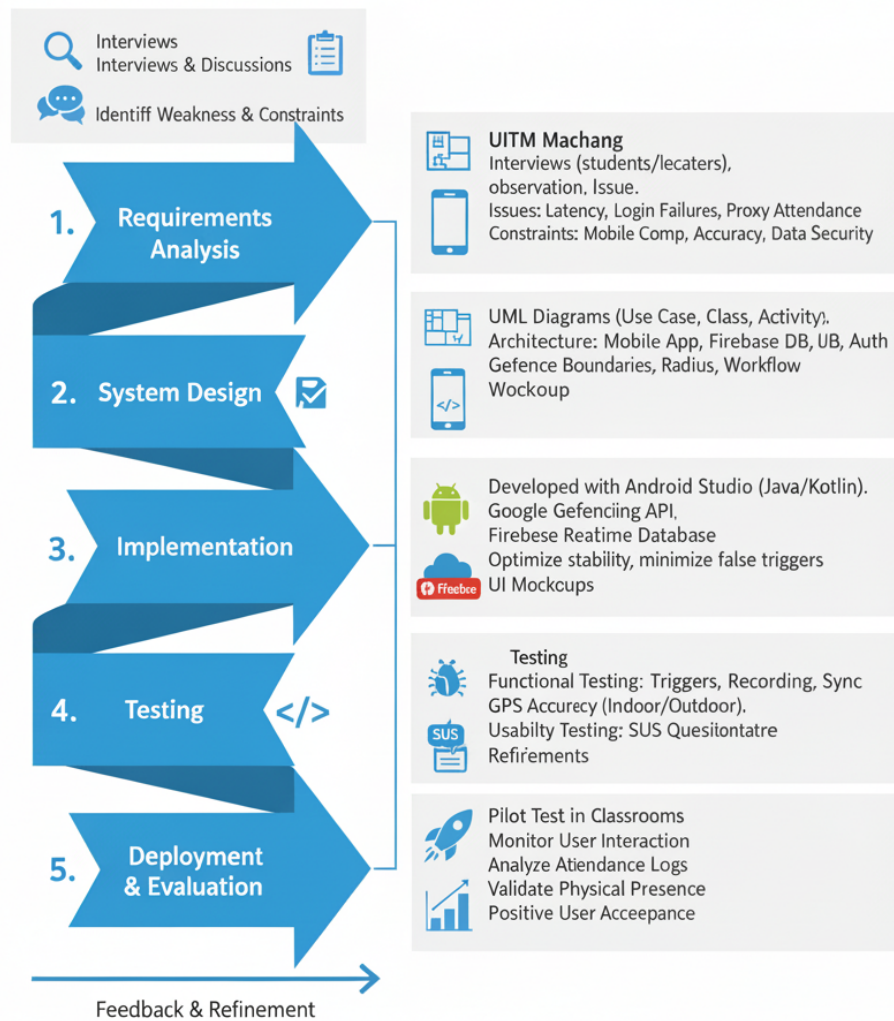 Interviews
Interviews & Discussions
Identiff Weakness & Constraints
1. Requirements
Analysis
2. System Design
3. Implementation
4. Testing </>
5. Deployment
& Evaluation
Feedback & Refinement
UITM Machang
Interviews (students/lecaters),
observation, Issue.
Issues: Latency, Login Failures, Proxy Attendance
Constraints: Mobile Comp, Accuracy, Data Security
UML Diagrams (Use Case, Class, Activity).
Architecture: Mobile App, Firebase DB, UB, Auth
Gefence Boundaries, Radius, Workflow
</> Wockoup
Developed with Android Studio (Java/Kotlin).
Google Gefenciing API,
Firebese Reatime Database
Optimize stability, minimize false triggers
Ffeebee
UI Mockcups
Testing
Functional Testing: Triggers, Recording, Sync
GPS Accurecy (Indoor/Outdoor).
SUS
Usabilty Testing: SUS Quesitontatre
Refirements
Pilot Test in Classrooms
Monitor User Interaction
Analyze Atendance Logs
Validate Physical Presence
Positive User Acceepance